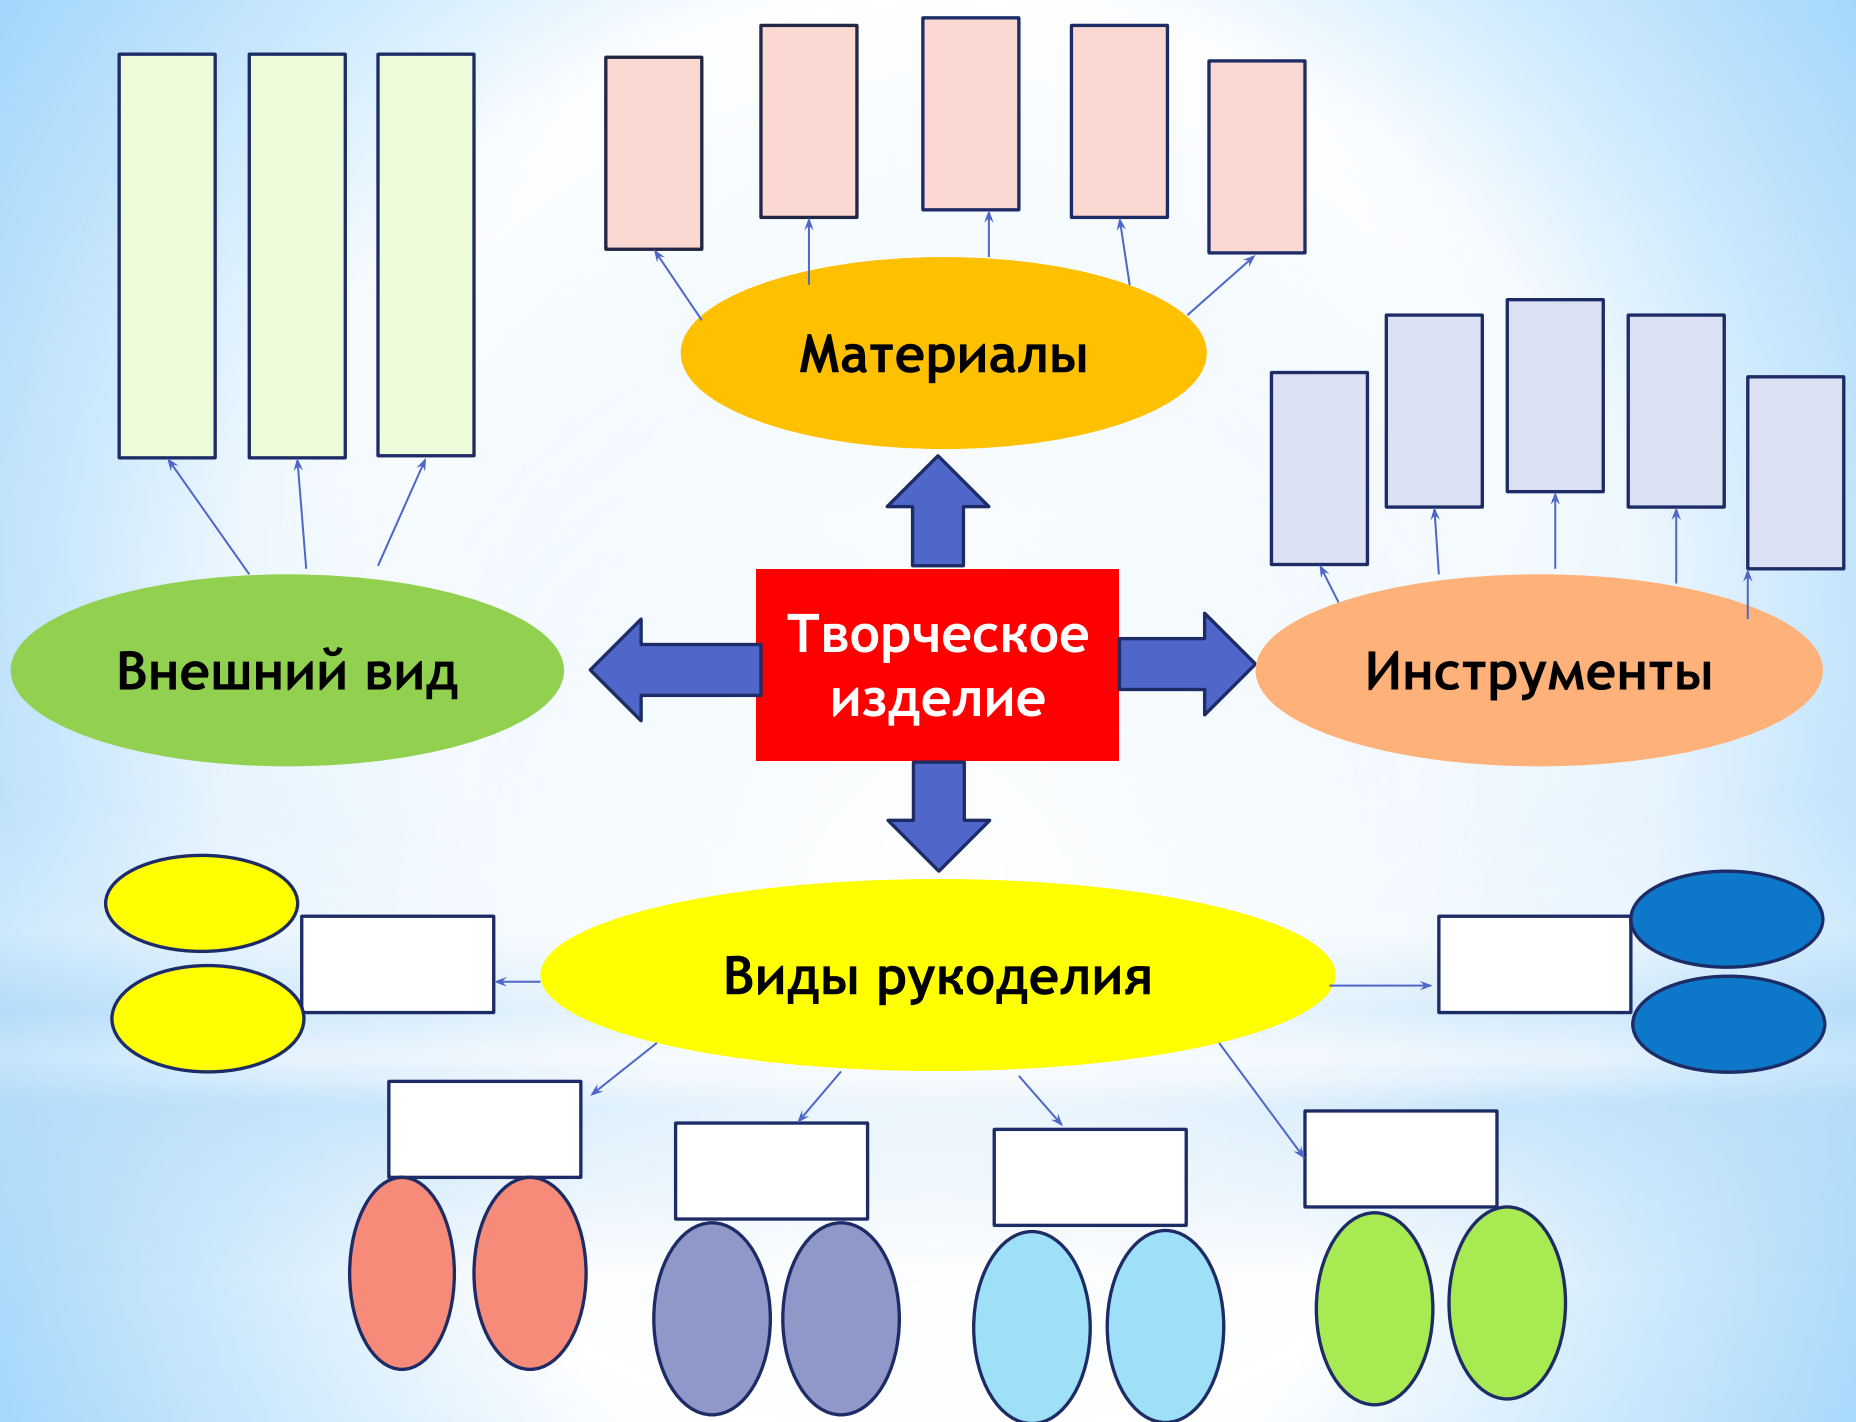 Материалы
Творческое
изделие
Внешний вид
Инструменты
Виды рукоделия